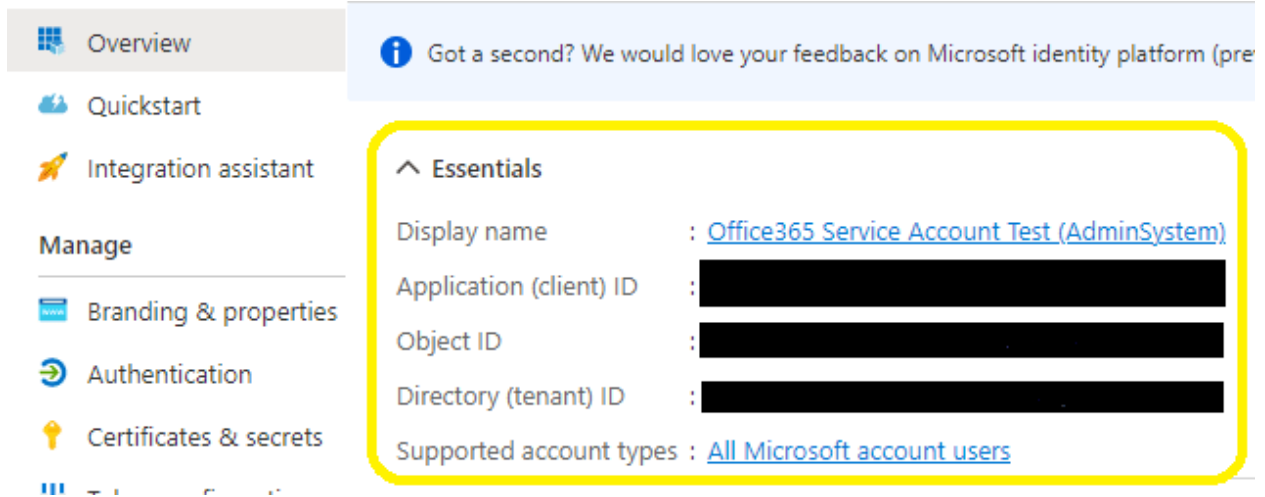 Overview
Quickstart
Integration assistant
Manage
Branding & properties
Authentication
Certificates & secrets
Got a second? We would love your feedback on Microsoft identity platform
Essentials
Display name : Office365 Service Account Test (AdminSystem)
Application (client) ID :
Object ID :
Directory (tenant) ID :
Supported account types : All Microsoft account users